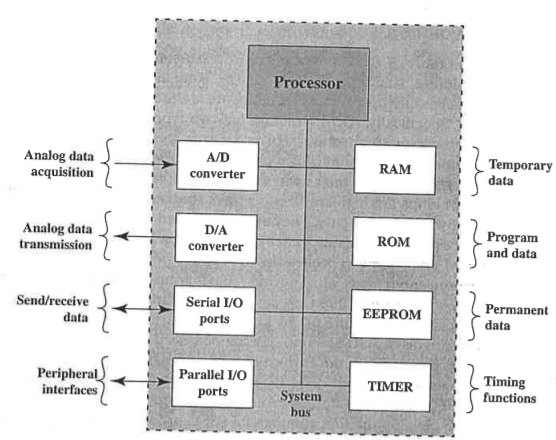 Processor
Analog data
acquisition
A/D
converter
RAM
Temporary
data
Analog data
transmission
D/A
converter
ROM
Program
and data
Send/receive
data
Serial I/O
ports
EEPROM
Permanent
data
Peripheral
interfaces
Parallel I/O
ports
System
bus
TIMER
Timing
functions